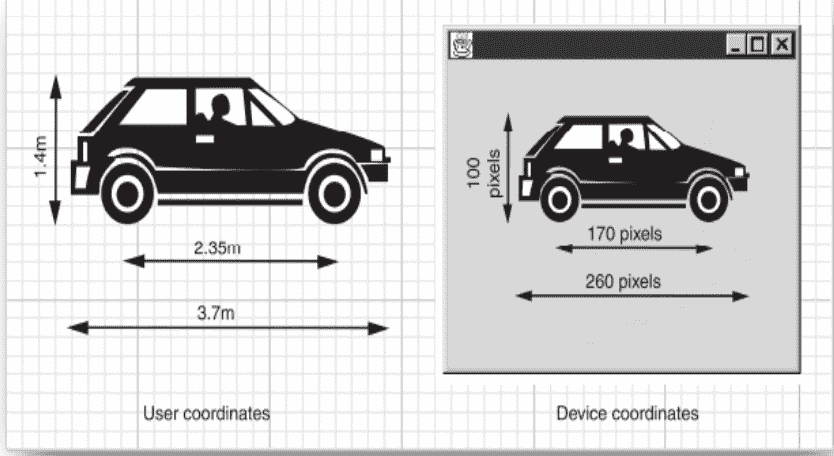 1.4m
2.35m
3.7m
User coordinates
100
pixels
170 pixels
260 pixels
Device coordinates